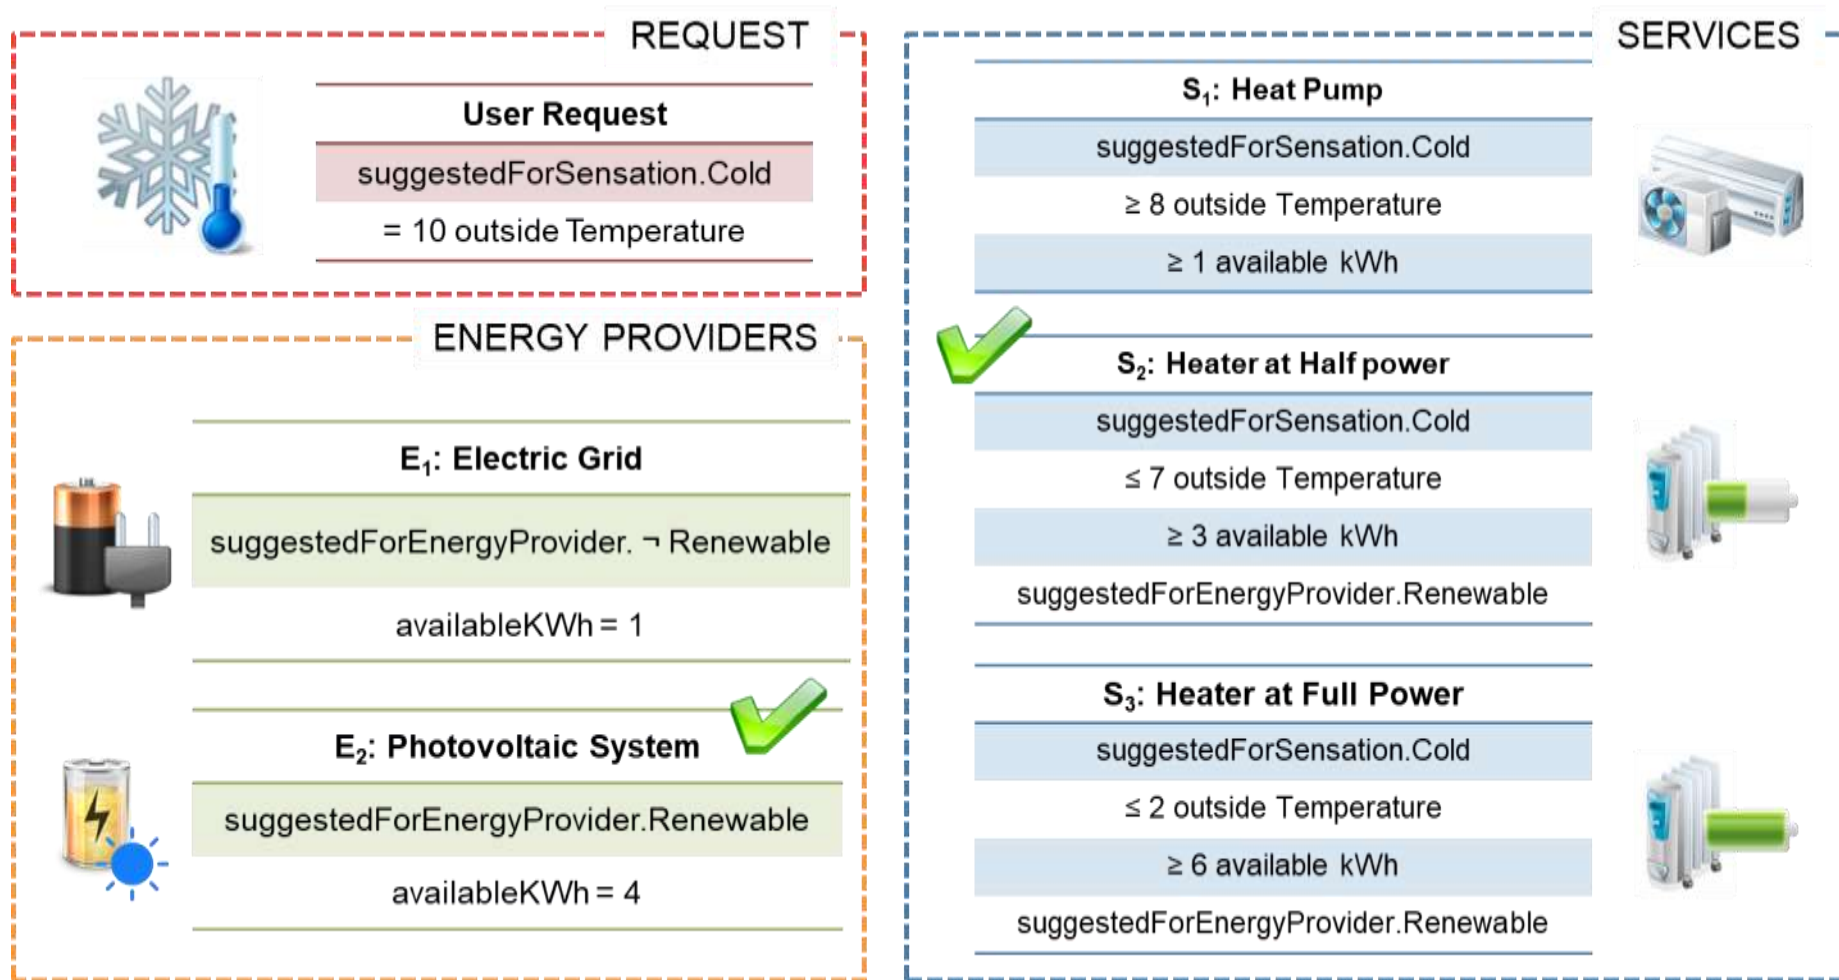 REQUEST
User Request
suggestedForSensation.Cold
= 10 outside Temperature
ENERGY PROVIDERS
E₁: Electric Grid
suggestedForEnergyProvider. ¬ Renewable
availableKWh = 1
E₂: Photovoltaic System
suggestedForEnergyProvider.Renewable
availableKWh = 4
SERVICES
S₁: Heat Pump
suggestedForSensation.Cold
≥ 8 outside Temperature
≥ 1 available kWh
S₂: Heater at Half power
suggestedForSensation.Cold
≤ 7 outside Temperature
≥ 3 available kWh
suggestedForEnergyProvider.Renewable
S₃: Heater at Full Power
suggestedForSensation.Cold
≤ 2 outside Temperature
≥ 6 available kWh
suggestedForEnergyProvider.Renewable